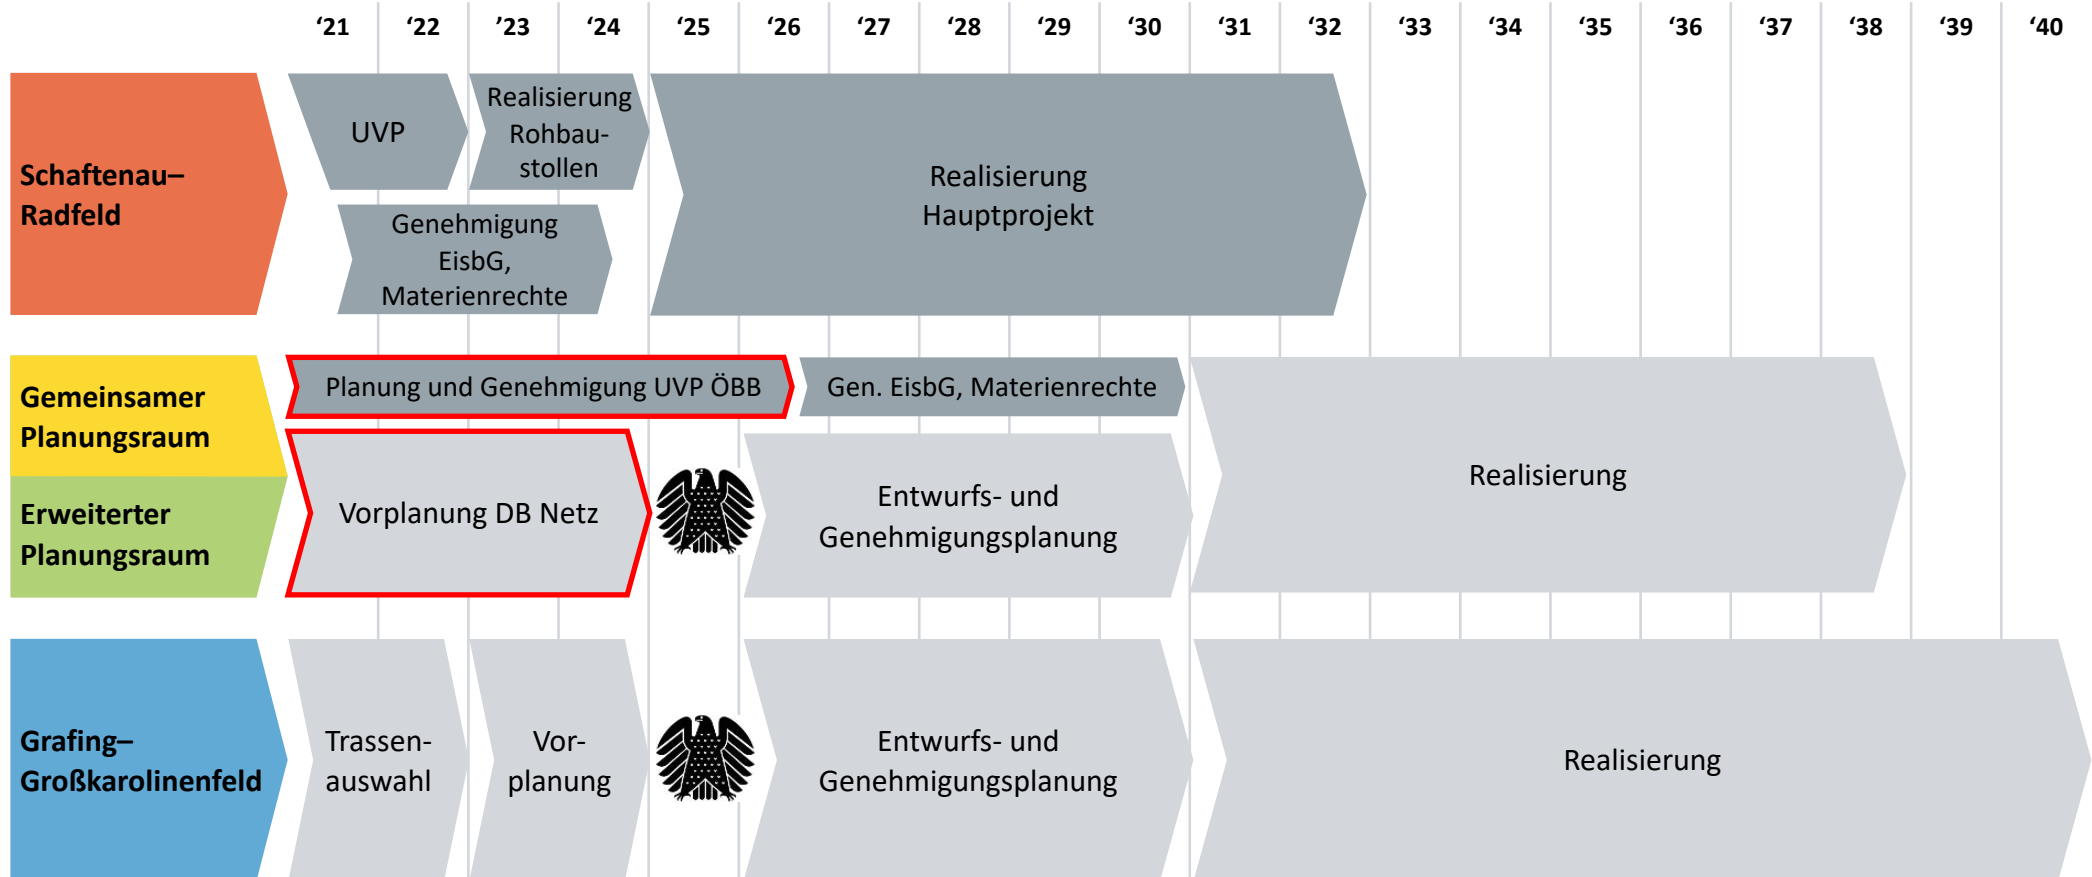 ‘21 ‘22 ’23 ‘24 ‘25 ‘26 ‘27 ‘28 ‘29 ‘30 ‘31 ‘32 ‘33 ‘34 ‘35 ‘36 ‘37 ‘38 ‘39 ‘40
Schaftenau–
Radfeld
UVP
Realisierung
Rohbau-
stollen
Genehmigung
EisbG,
Materienrechte
Realisierung
Hauptprojekt
Gemeinsamer
Planungsraum
Erweiterter
Planungsraum
Planung und Genehmigung UVP ÖBB
Gen. EisbG, Materienrechte
Vorplanung DB Netz
Entwurfs- und
Genehmigungsplanung
Realisierung
Grafing–
Großkarolinenfeld
Trassen-
auswahl
Vor-
planung
Entwurfs- und
Genehmigungsplanung
Realisierung